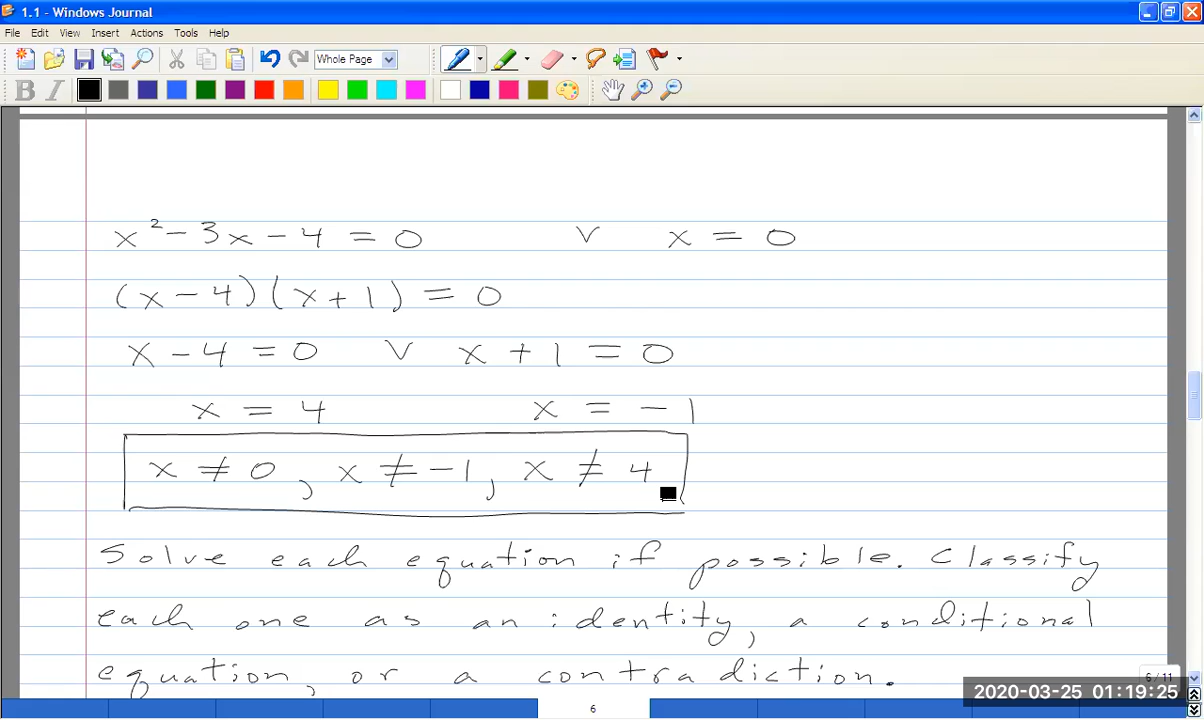 1.1 - Windows Journal
File Edit View Insert Actions Tools Help
Whole Page
B I
x² - 3x - 4 = 0 v x = 0
(x - 4)(x + 1) = 0
x - 4 = 0 v x + 1 = 0
x = 4 x = -1
x ≠ 0, x ≠ -1, x ≠ 4
Solve each equation if possible. Classify
each one as an identity, a conditional
equation, or a contradiction.
6 / 11
2020-03-25 01:19:25
6